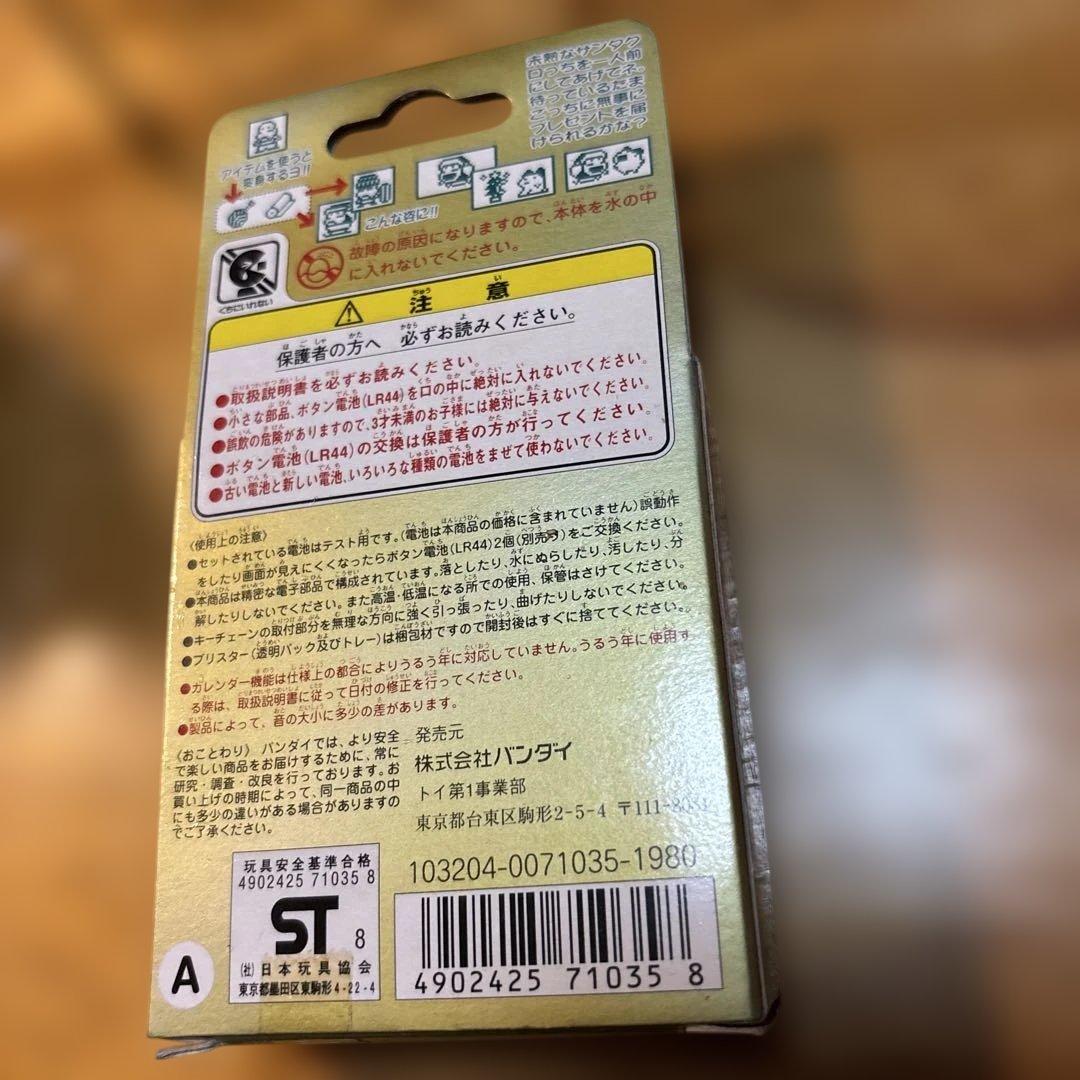 未熟なサンタク
ロっちを一人前
にしてあげてネ。
待っているたま
ごっちに無事に
プレゼントを届
けられるかな?
アイテムを使うと
変身するヨ!!
こんな姿に!!
故障の原因になりますので、本体を水の中
に入れないでください。
くちにいれない
注意
保護者の方へ 必ずお読みください。
●取扱説明書を必ずお読みください。
●小さな部品、ボタン電池(LR44)を口の中に絶対に入れないでください。
●誤飲の危険がありますので、3才未満のお子様には絶対に与えないでください。
●ボタン電池(LR44)の交換は保護者の方が行ってください。
●古い電池と新しい電池、いろいろな種類の電池をまぜて使わないでください。
〈使用上の注意〉
●セットされている電池はテスト用です。(電池は本商品の価格に含まれていません)誤動作
をしたり画面が見えにくくなったらボタン電池(LR44)2個(別売)をご交換ください。
●本商品は精密な電子部品で構成されています。落としたり、水にぬらしたり、汚したり、分
解したりしないでください。また高温・低温になる所での使用、保管はさけてください。
●キーチェーンの取付部分を無理な方向に強く引っ張ったり、曲げたりしないでください。
●ブリスター(透明パック及びトレー)は梱包材ですので開封後はすぐに捨ててください。
●カレンダー機能は仕様上の都合によりうるう年に対応していません。うるう年に使用す
る際は、取扱説明書に従って日付の修正を行ってください。
●製品によって、音の大小に多少の差があります。
〈おことわり〉バンダイでは、より安全
で楽しい商品をお届けするために、常に
研究・調査・改良を行っております。お
買い上げの時期によって、同一商品の中
にも多少の違いがある場合がありますの
でご了承ください。
発売元
株式会社バンダイ
トイ第1事業部
東京都台東区駒形2-5-4 〒111-8081
103204-0071035-1980
玩具安全基準合格
4902425 71035 8
ST 8
(社)日本玩具協会
東京都墨田区東駒形4-22-4
A
4902425 71035 8